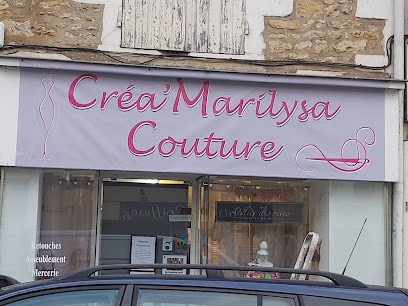 Créa'Marilysa
Couture
Retouches
Ameublement
Mercerie